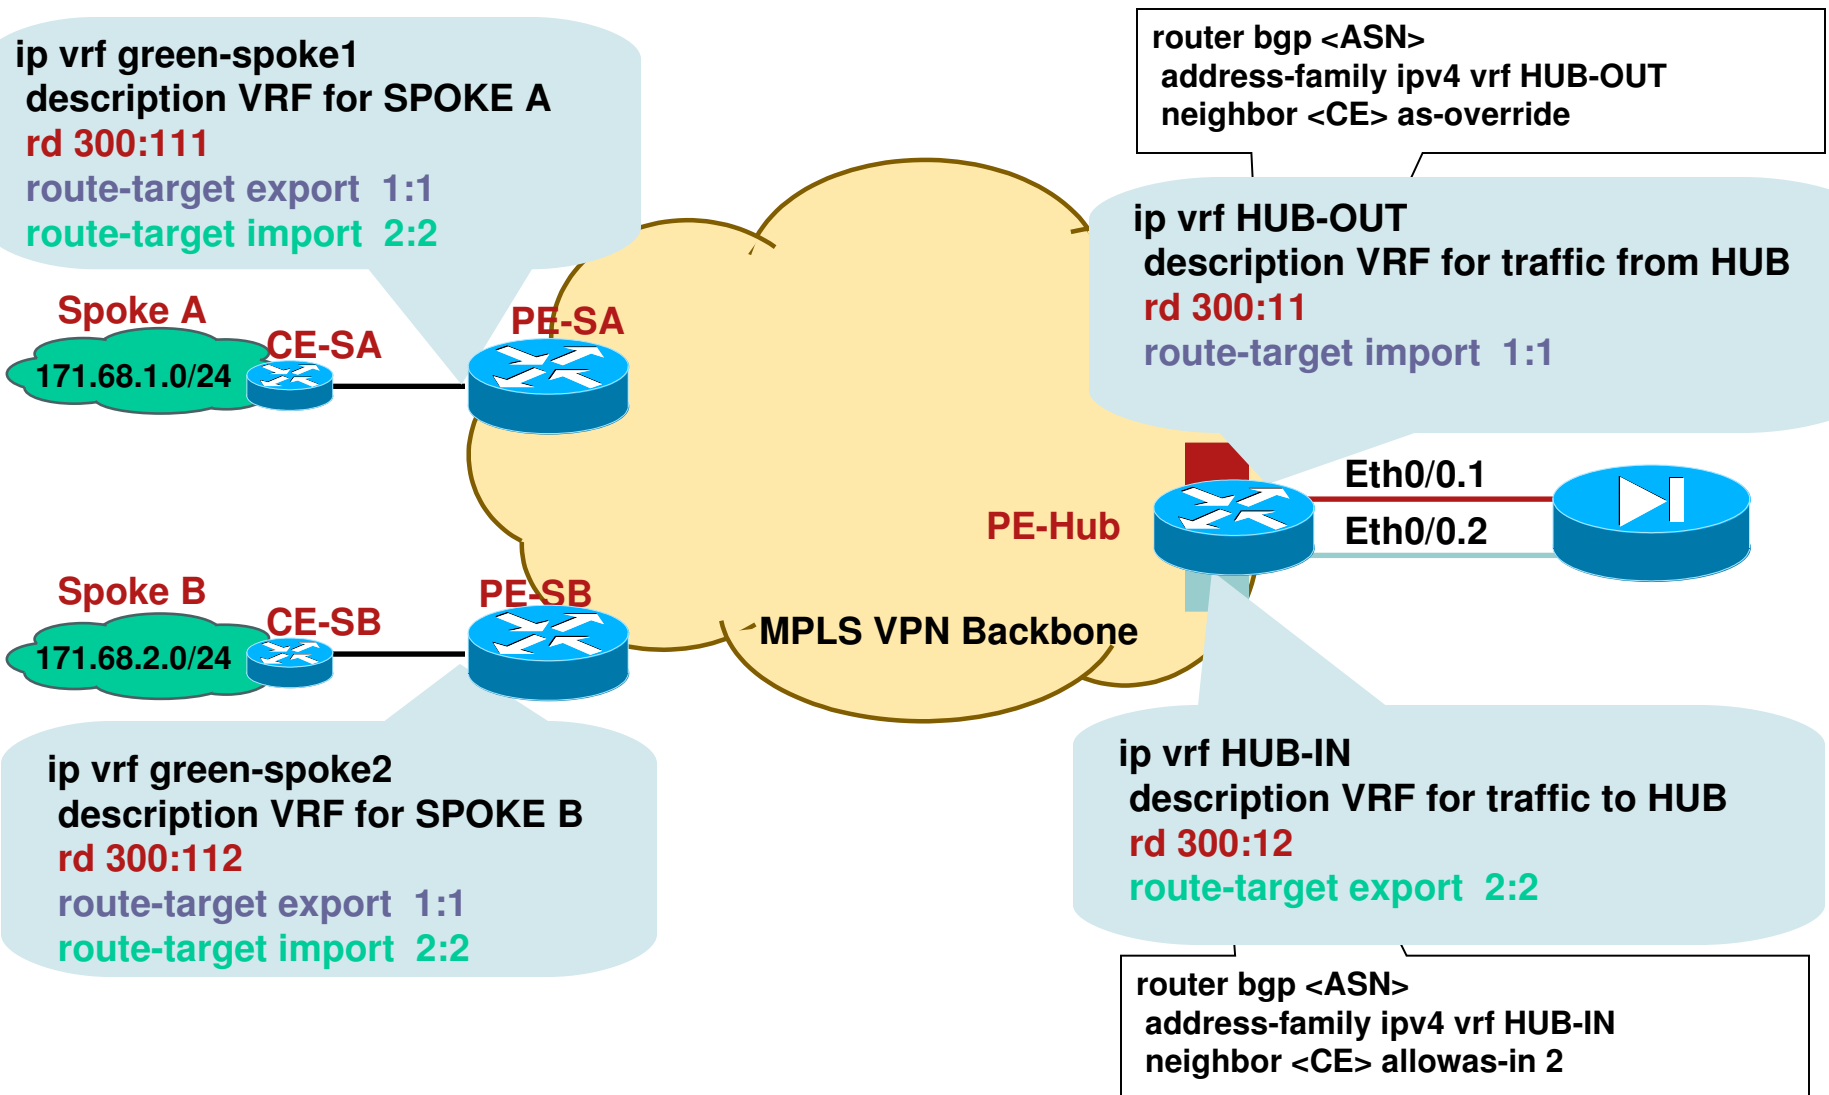 ip vrf green-spoke1
description VRF for SPOKE A
rd 300:111
route-target export 1:1
route-target import 2:2
router bgp <ASN>
address-family ipv4 vrf HUB-OUT
neighbor <CE> as-override
ip vrf HUB-OUT
description VRF for traffic from HUB
rd 300:11
route-target import 1:1
Spoke A
171.68.1.0/24
CE-SA
PE-SA
Eth0/0.1
Eth0/0.2
PE-Hub
MPLS VPN Backbone
Spoke B
171.68.2.0/24
CE-SB
PE-SB
ip vrf green-spoke2
description VRF for SPOKE B
rd 300:112
route-target export 1:1
route-target import 2:2
ip vrf HUB-IN
description VRF for traffic to HUB
rd 300:12
route-target export 2:2
router bgp <ASN>
address-family ipv4 vrf HUB-IN
neighbor <CE> allowas-in 2